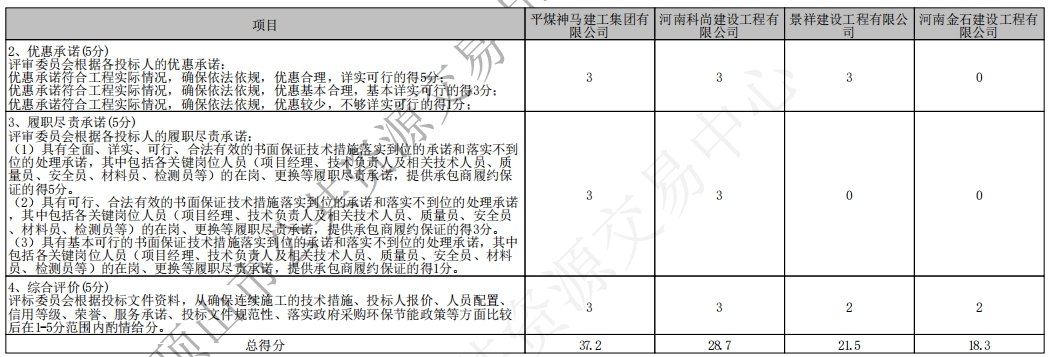 项目
平煤神马建工集团有
限公司
河南科尚建设工程有
限公司
景祥建设工程有限公
司
河南金石建设工程有
限公司
2、优惠承诺(5分)
评审委员会根据各投标人的优惠承诺:
优惠承诺符合工程实际情况，确保依法依规，优惠合理，详实可行的得5分；
优惠承诺符合工程实际情况，确保依法依规，优惠基本合理，基本详实可行的得3分；
优惠承诺符合工程实际情况，确保依法依规，优惠较少，不够详实可行的得1分；
3
3
3
0
3、履职尽责承诺(5分)
评审委员会根据各投标人的履职尽责承诺:
（1）具有全面、详实、可行、合法有效的书面保证技术措施落实到位的承诺和落实不到
位的处理承诺，其中包括各关键岗位人员（项目经理、技术负责人及相关技术人员、质
量员、安全员、材料员、检测员等）的在岗、更换等履职尽责承诺，提供承包商履约保
证的得5分。
（2）具有可行、合法有效的书面保证技术措施落实到位的承诺和落实不到位的处理承诺
，其中包括各关键岗位人员（项目经理、技术负责人及相关技术人员、质量员、安全员
、材料员、检测员等）的在岗、更换等履职尽责承诺，提供承包商履约保证的得3分。
（3）具有基本可行的书面保证技术措施落实到位的承诺和落实不到位的处理承诺，其中
包括各关键岗位人员（项目经理、技术负责人及相关技术人员、质量员、安全员、材料
员、检测员等）的在岗、更换等履职尽责承诺，提供承包商履约保证的得1分。
3
3
0
0
4、综合评价(5分)
评标委员会根据投标文件资料，从确保连续施工的技术措施、投标人报价、人员配置、
信用等级、荣誉、服务承诺、投标文件规范性、落实政府采购环保节能政策等方面比较
后在1-5分范围内酌情给分。
3
3
2
2
总得分
37.2
28.7
21.5
18.3
顶山市公共资源交易中
共资源交易中心